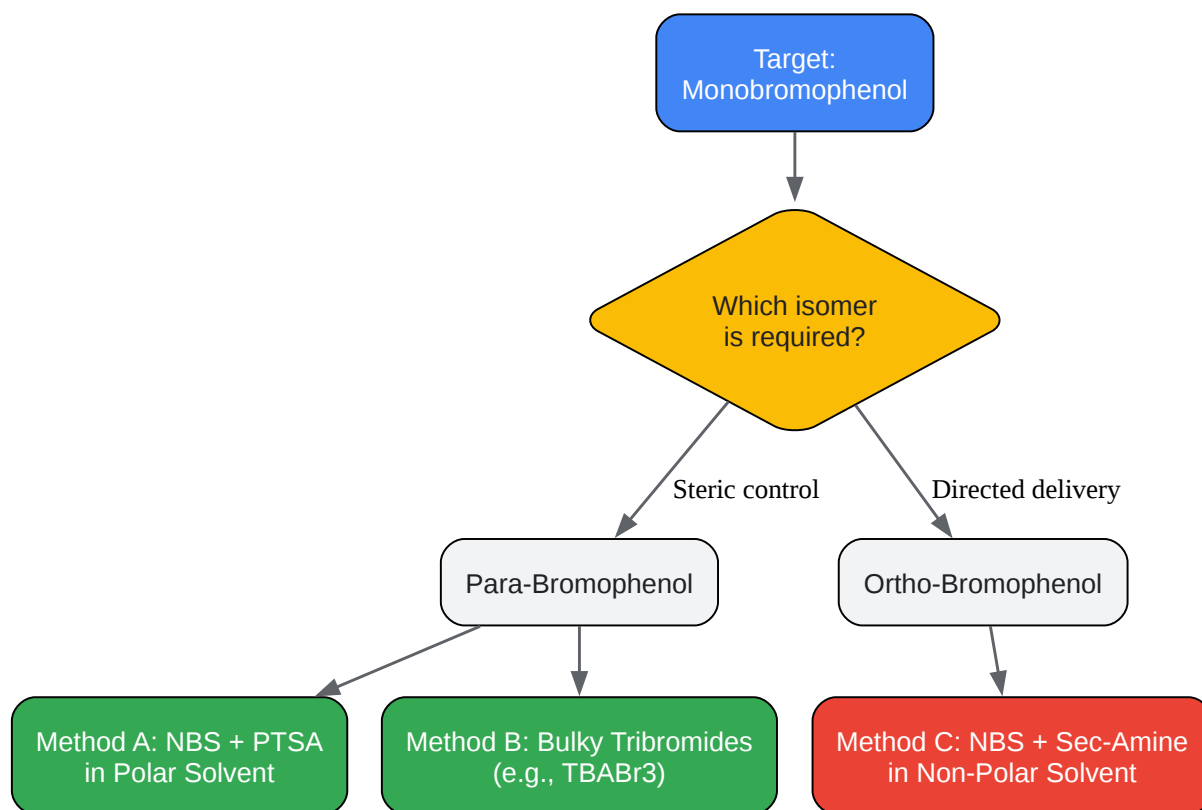 Target:
Monobromophenol
Which isomer
is required?
Steric control
Directed delivery
Para-Bromophenol
Ortho-Bromophenol
Method A: NBS + PTSA
in Polar Solvent
Method B: Bulky Tribromides
(e.g., TBABr3)
Method C: NBS + Sec-Amine
in Non-Polar Solvent